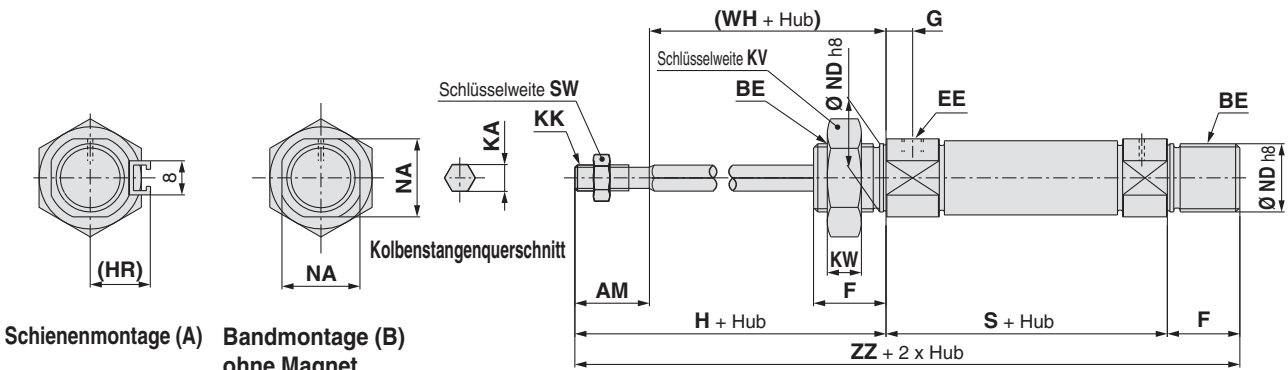 (WH + Hub)
G
Schlüsselweite KV
Ø ND h8
Schlüsselweite SW
BE
EE
BE
KK
KA
8
NA
Ø ND h8
Kolbenstangenquerschnitt
KW
(HR)
NA
AM
F
H + Hub
S + Hub
F
Schienenmontage (A)
Bandmontage (B)
ohne Magnet
ZZ + 2 x Hub